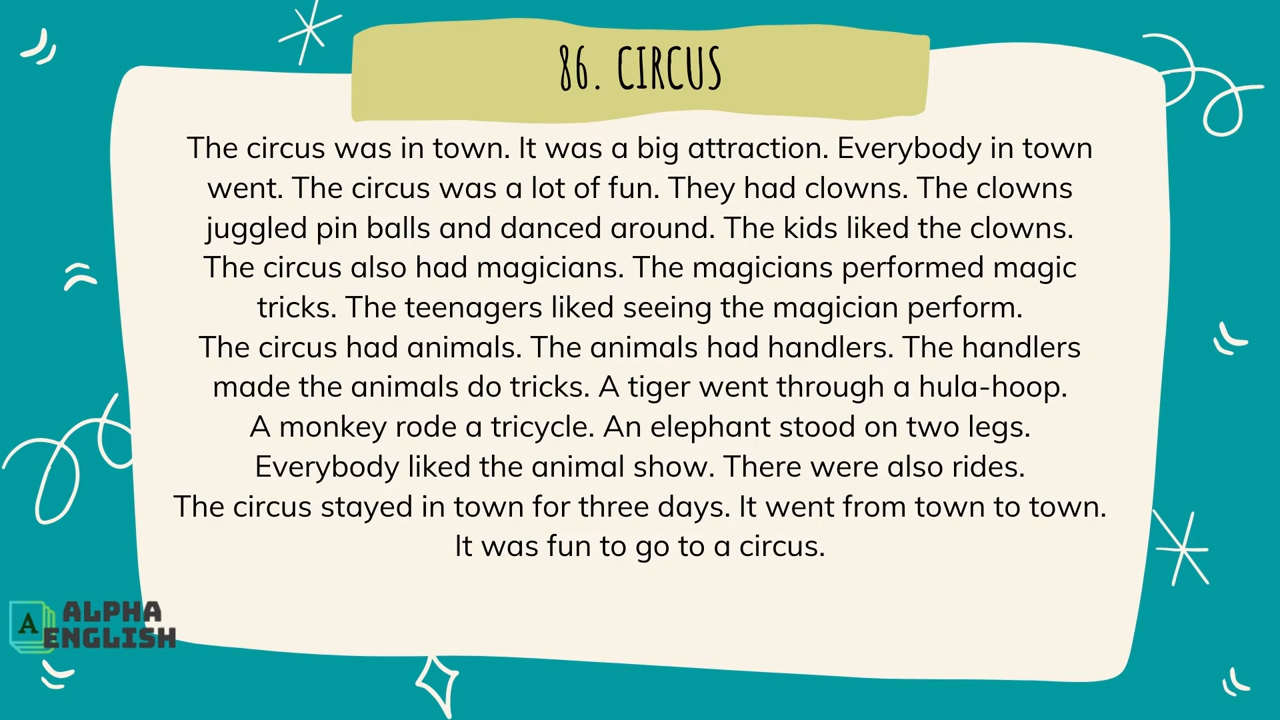 86. CIRCUS
The circus was in town. It was a big attraction. Everybody in town
went. The circus was a lot of fun. They had clowns. The clowns
juggled pin balls and danced around. The kids liked the clowns.
The circus also had magicians. The magicians performed magic
tricks. The teenagers liked seeing the magician perform.
The circus had animals. The animals had handlers. The handlers
made the animals do tricks. A tiger went through a hula-hoop.
A monkey rode a tricycle. An elephant stood on two legs.
Everybody liked the animal show. There were also rides.
The circus stayed in town for three days. It went from town to town.
It was fun to go to a circus.
A
ALPHA
ENGLISH